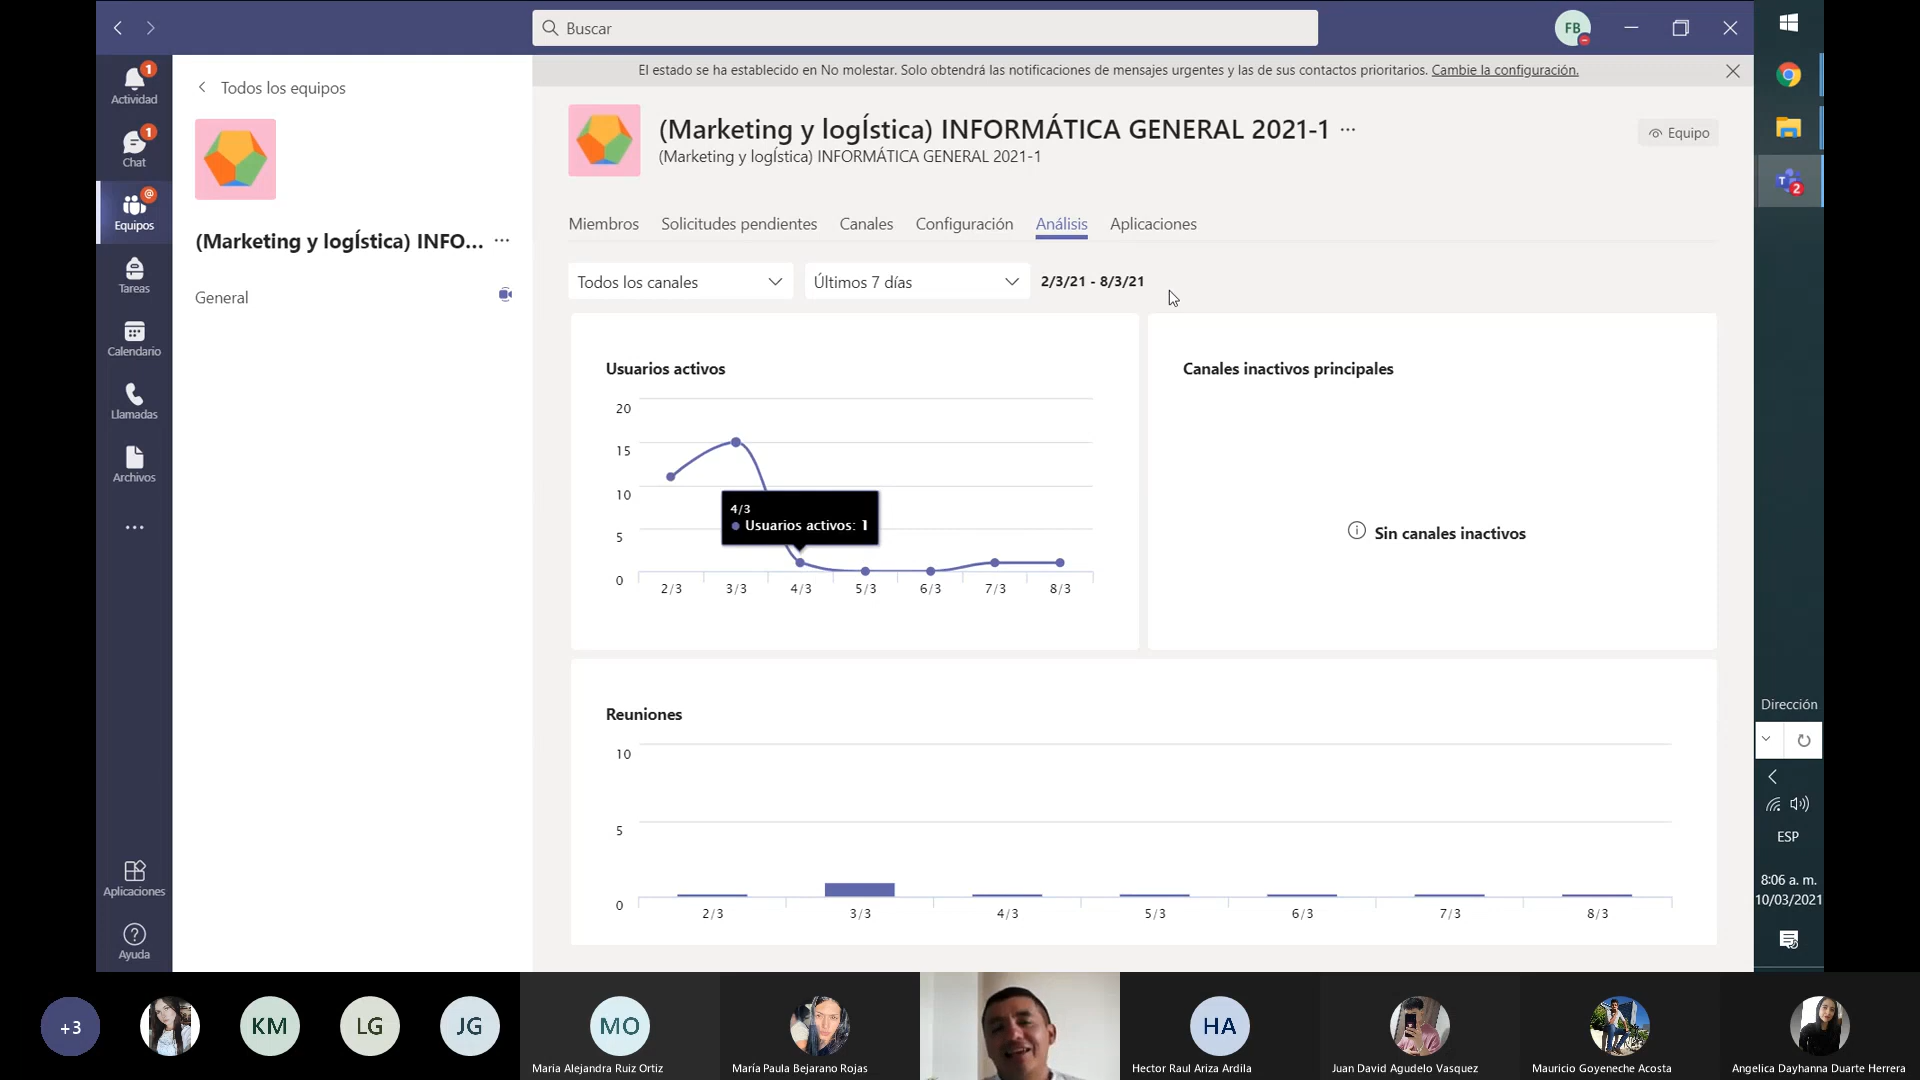 Buscar
FB
El estado se ha establecido en No molestar. Solo obtendrá las notificaciones de mensajes urgentes y las de sus contactos prioritarios. Cambie la configuración.
Actividad
1
Chat
1
Equipos
Tareas
Calendario
Llamadas
Archivos
Aplicaciones
Ayuda
Todos los equipos
(Marketing y logÍstica) INFO... ...
General
(Marketing y logÍstica) INFORMÁTICA GENERAL 2021-1 ...
(Marketing y logÍstica) INFORMÁTICA GENERAL 2021-1
Equipo
Miembros Solicitudes pendientes Canales Configuración Análisis Aplicaciones
Todos los canales
Últimos 7 días
2/3/21 - 8/3/21
Usuarios activos
20
15
10
5
0
4/3
Usuarios activos: 1
2/3 3/3 4/3 5/3 6/3 7/3 8/3
Canales inactivos principales
Sin canales inactivos
Reuniones
10
5
0
2/3 3/3 4/3 5/3 6/3 7/3 8/3
T 2
Dirección
ESP
8:06 a. m.
10/03/2021
+3
KM
LG
JG
MO
Maria Alejandra Ruiz Ortiz
María Paula Bejarano Rojas
HA
Hector Raul Ariza Ardila
Juan David Agudelo Vasquez
Mauricio Goyeneche Acosta
Angelica Dayhanna Duarte Herrera